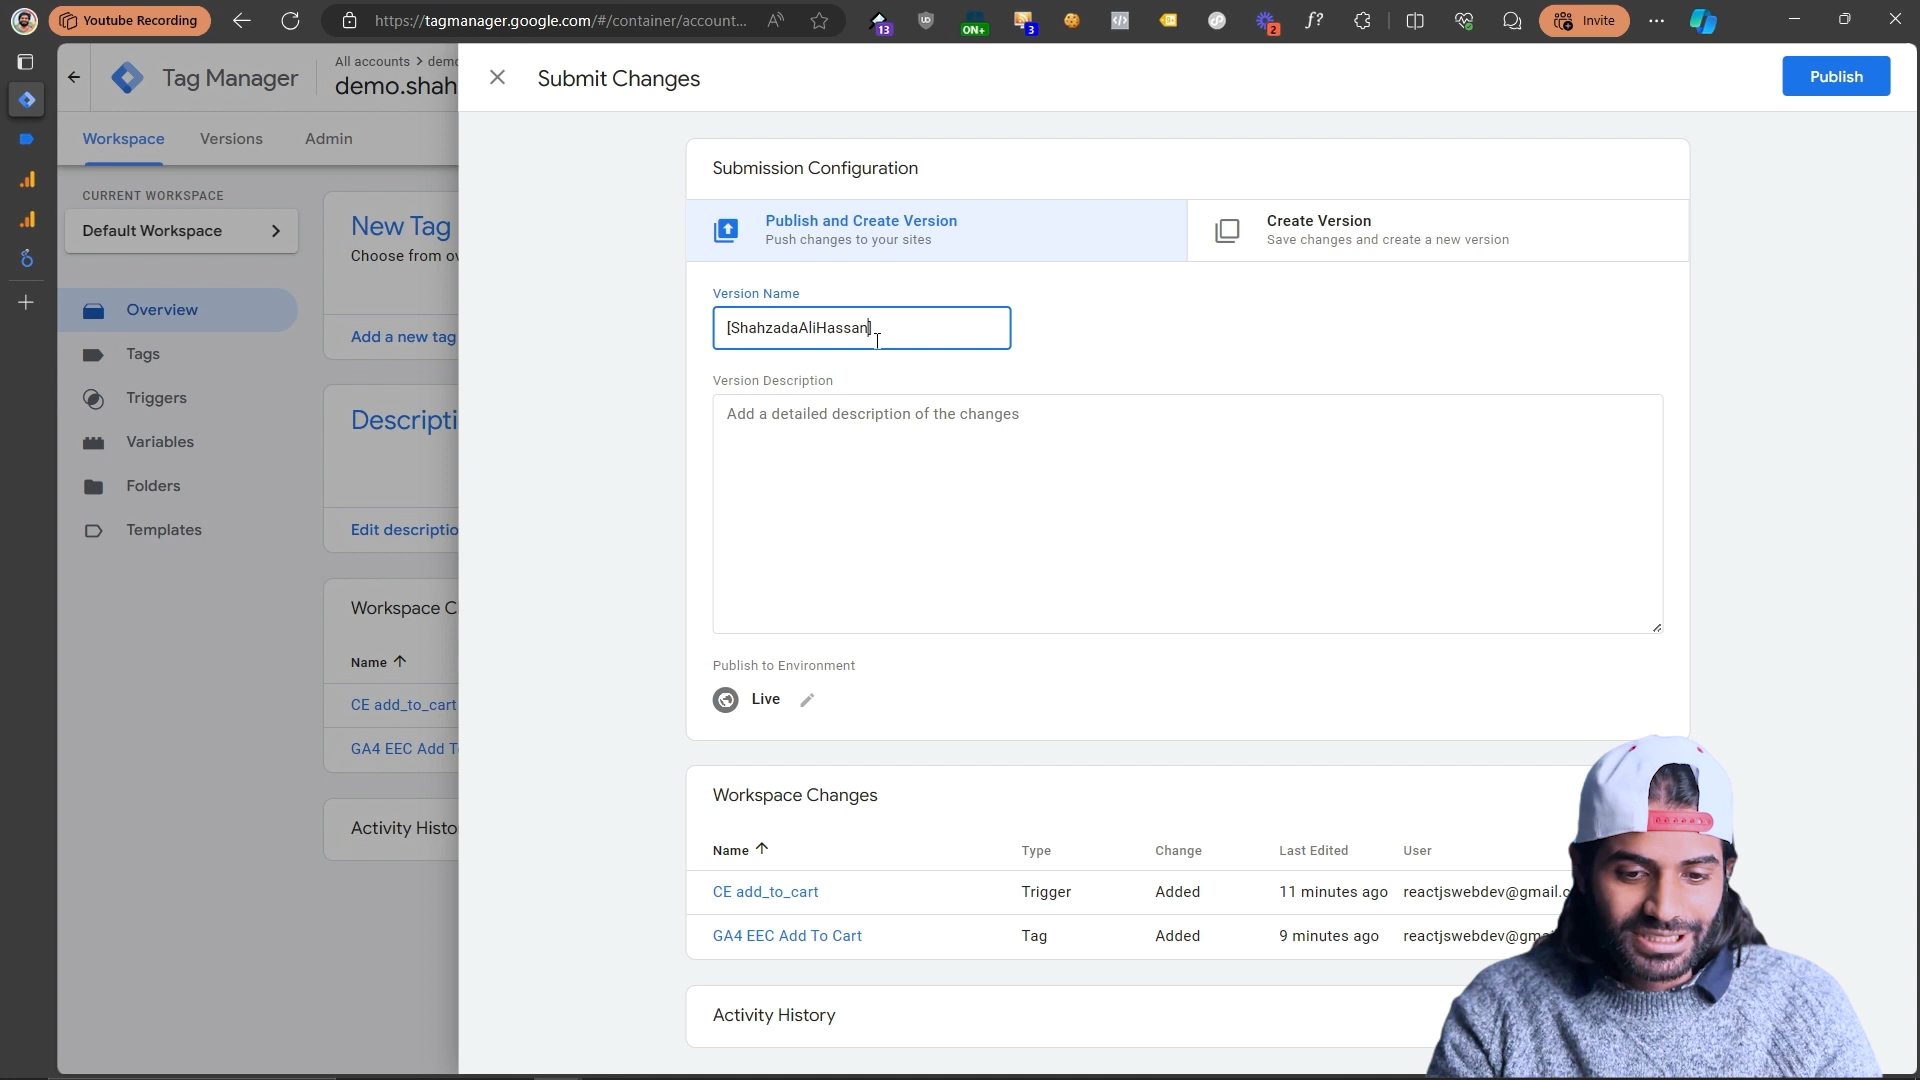 Youtube Recording
https://tagmanager.google.com/#/container/account...
13
ON+
3
2
Invite
Tag Manager
All accounts > demo
demo.shah
Submit Changes
Publish
Workspace
Versions
Admin
CURRENT WORKSPACE
Default Workspace
Overview
Tags
Triggers
Variables
Folders
Templates
New Tag
Choose from ov
Add a new tag
Descripti
Edit descriptio
Workspace C
Name
CE add_to_cart
GA4 EEC Add T
Activity Histo
Submission Configuration
Publish and Create Version
Push changes to your sites
Create Version
Save changes and create a new version
Version Name
[ShahzadaAliHassan]
Version Description
Add a detailed description of the changes
Publish to Environment
Live
Workspace Changes
Name Type Change Last Edited User
CE add_to_cart Trigger Added 11 minutes ago reactjswebdev@gmail.c
GA4 EEC Add To Cart Tag Added 9 minutes ago reactjswebdev@gm
Activity History